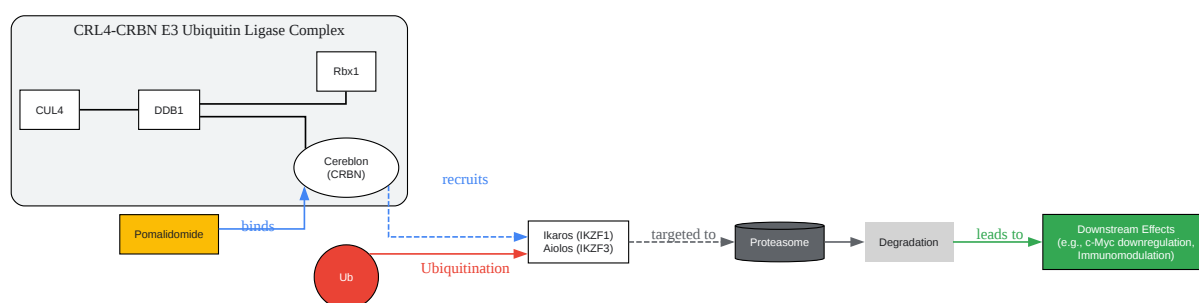 CRL4-CRBN E3 Ubiquitin Ligase Complex
Rbx1
CUL4
DDB1
Cereblon
(CRBN)
recruits
Pomalidomide
binds
Ikaros (IKZF1)
Aiolos (IKZF3)
targeted to
Proteasome
Degradation
leads to
Downstream Effects
(e.g., c-Myc downregulation,
Immunomodulation)
Ub
Ubiquitination